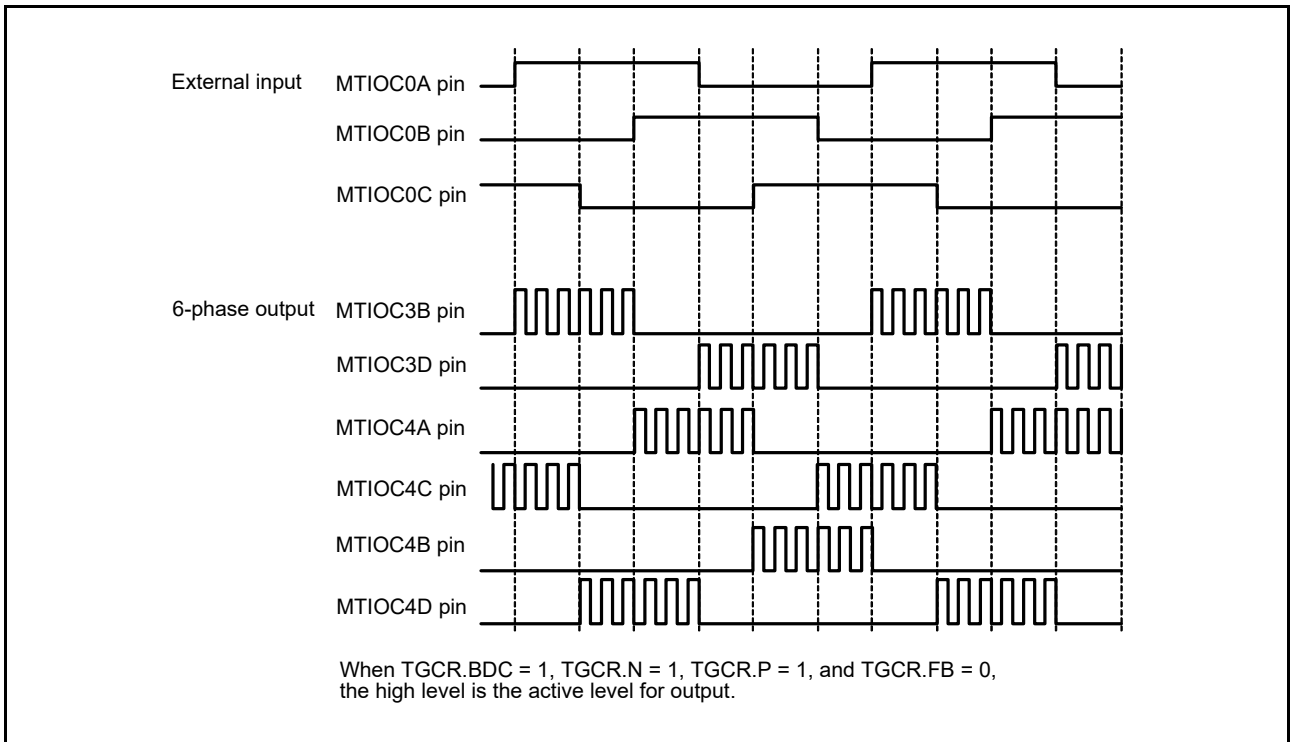 External input
MTIOC0A pin
MTIOC0B pin
MTIOC0C pin
6-phase output
MTIOC3B pin
MTIOC3D pin
MTIOC4A pin
MTIOC4C pin
MTIOC4B pin
MTIOC4D pin
When TGCR.BDC = 1, TGCR.N = 1, TGCR.P = 1, and TGCR.FB = 0,
the high level is the active level for output.